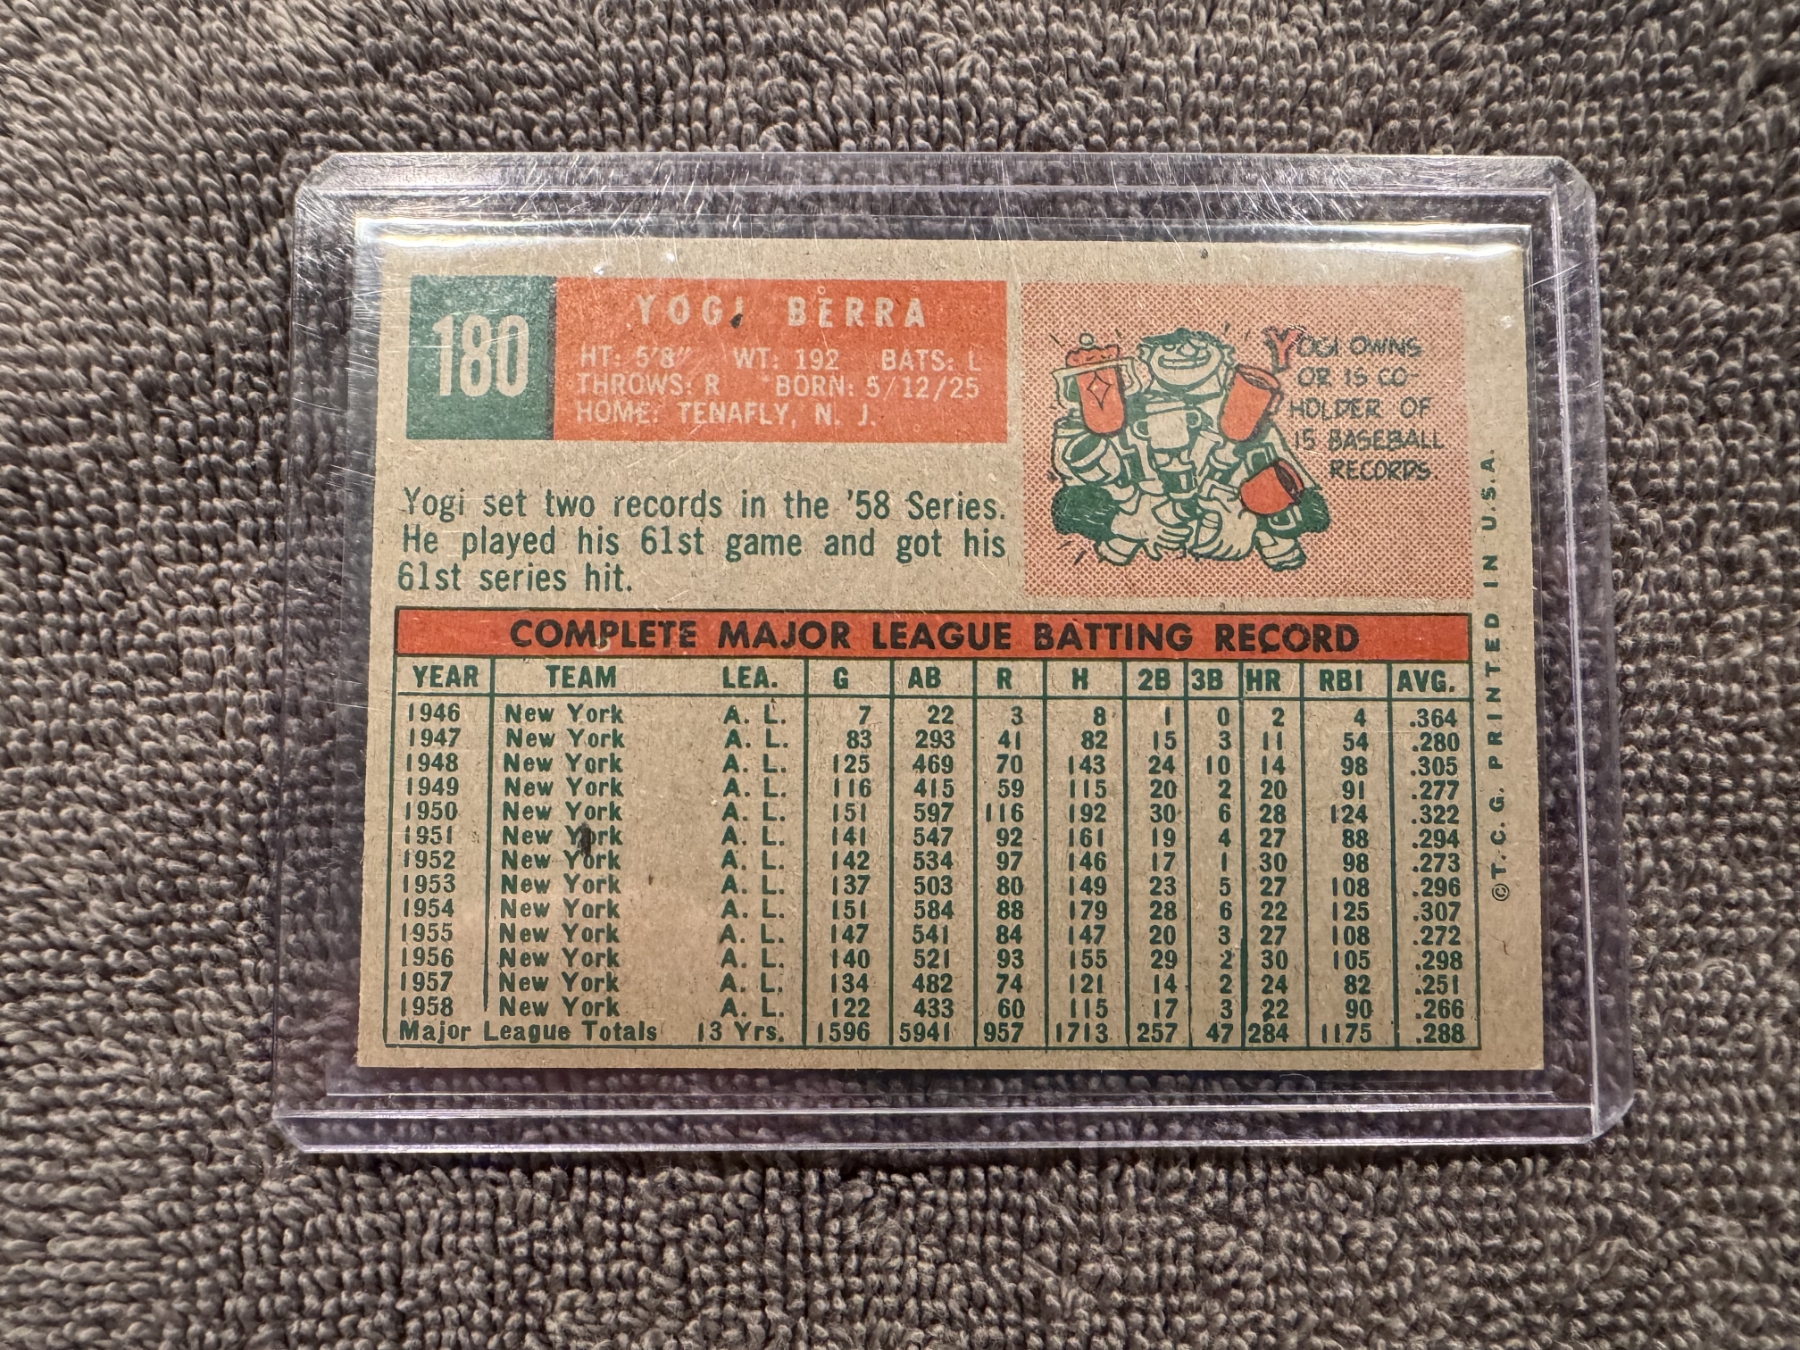 180
YOGI BERRA
HT: 5'8" WT: 192 BATS: L
THROWS: R BORN: 5/12/25
HOME: TENAFLY, N. J.
YOGI OWNS
OR IS CO-
HOLDER OF
15 BASEBALL
RECORDS
Yogi set two records in the '58 Series.
He played his 61st game and got his
61st series hit.
COMPLETE MAJOR LEAGUE BATTING RECORD
YEAR TEAM LEA. G AB R H 2B 3B HR RBI AVG.
1946 New York A. L. 7 22 3 8 1 0 2 4 .364
1947 New York A. L. 83 293 41 82 15 3 11 54 .280
1948 New York A. L. 125 469 70 143 24 10 14 98 .305
1949 New York A. L. 116 415 59 115 20 2 20 91 .277
1950 New York A. L. 151 597 116 192 30 6 28 124 .322
1951 New York A. L. 141 547 92 161 19 4 27 88 .294
1952 New York A. L. 142 534 97 146 17 1 30 98 .273
1953 New York A. L. 137 503 80 149 23 5 27 108 .296
1954 New York A. L. 151 584 88 179 28 6 22 125 .307
1955 New York A. L. 147 541 84 147 20 3 27 108 .272
1956 New York A. L. 140 521 93 155 29 2 30 105 .298
1957 New York A. L. 134 482 74 121 14 2 24 82 .251
1958 New York A. L. 122 433 60 115 17 3 22 90 .266
Major League Totals 13 Yrs. 1596 5941 957 1713 257 47 284 1175 .288
©T. C. G. PRINTED IN U.S.A.